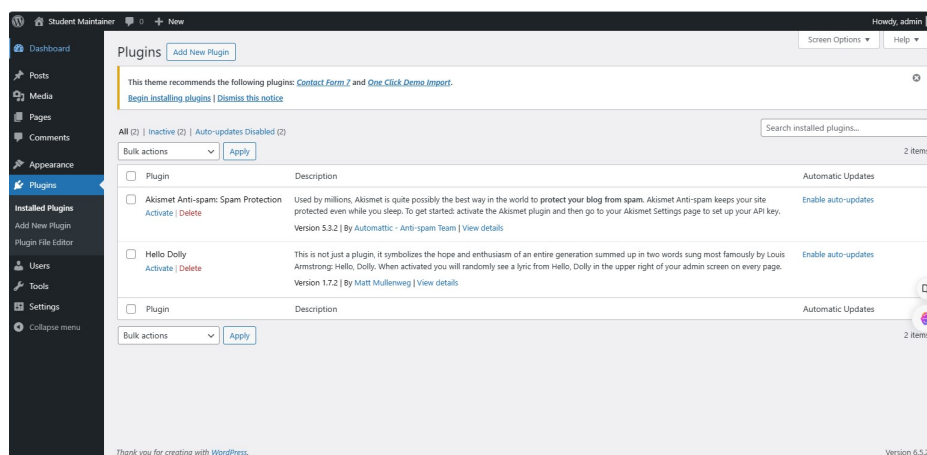 Student Maintainer 0 + New Howdy, admin
Dashboard
Posts
Media
Pages
Comments
Appearance
Plugins
Installed Plugins
Add New Plugin
Plugin File Editor
Users
Tools
Settings
Collapse menu
Screen Options ▼ Help ▼
Plugins Add New Plugin
This theme recommends the following plugins: Contact Form 7 and One Click Demo Import.
Begin installing plugins | Dismiss this notice
All (2) | Inactive (2) | Auto-updates Disabled (2)
Search installed plugins...
Bulk actions Apply 2 items
Plugin Description Automatic Updates
Akismet Anti-spam: Spam Protection
Activate | Delete
Used by millions, Akismet is quite possibly the best way in the world to protect your blog from spam. Akismet Anti-spam keeps your site
protected even while you sleep. To get started: activate the Akismet plugin and then go to your Akismet Settings page to set up your API key.
Version 5.3.2 | By Automattic - Anti-spam Team | View details
Enable auto-updates
Hello Dolly
Activate | Delete
This is not just a plugin, it symbolizes the hope and enthusiasm of an entire generation summed up in two words sung most famously by Louis
Armstrong: Hello, Dolly. When activated you will randomly see a lyric from Hello, Dolly in the upper right of your admin screen on every page.
Version 1.7.2 | By Matt Mullenweg | View details
Enable auto-updates
Plugin Description Automatic Updates
Bulk actions Apply 2 items
Thank you for creating with WordPress. Version 6.5.2